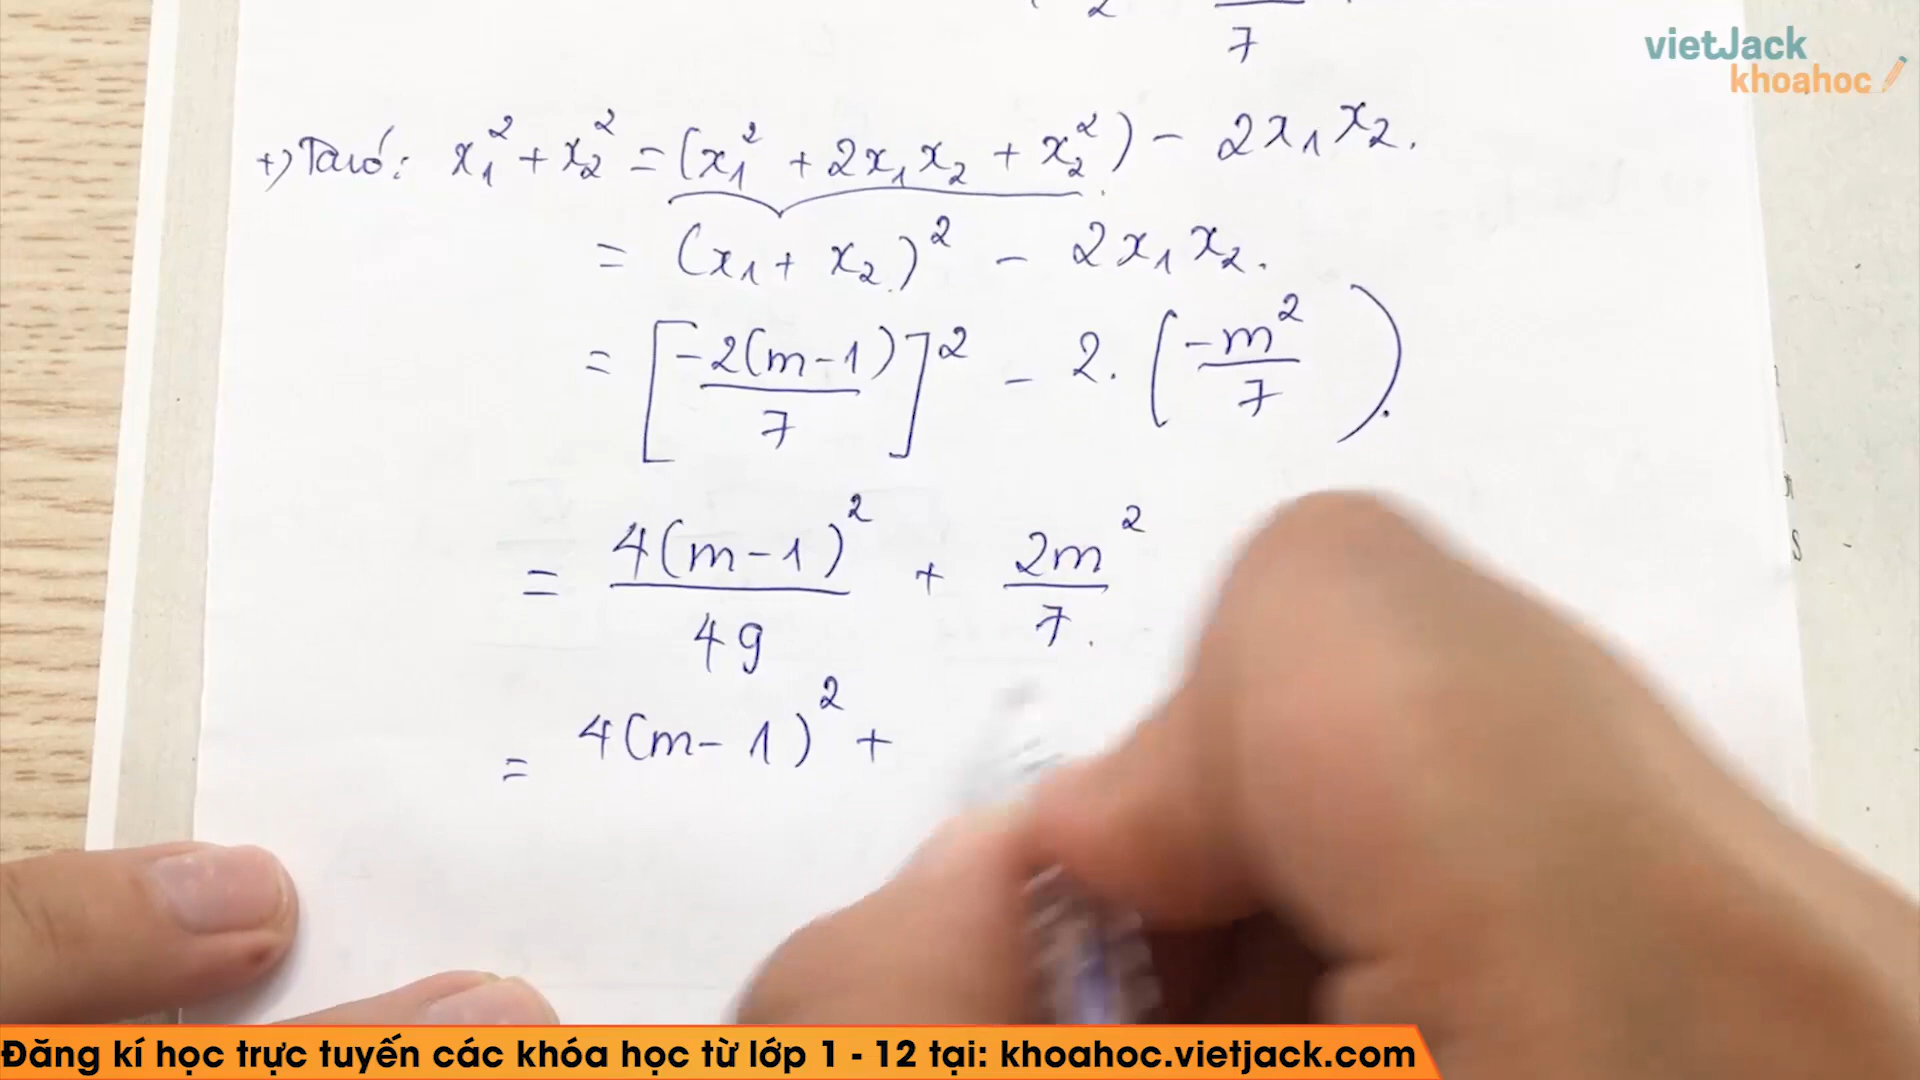 7
vietJack
khoahoc
+) Ta có: x₁² + x₂² = (x₁² + 2x₁x₂ + x₂²) - 2x₁x₂.
= (x₁ + x₂)² - 2x₁x₂.
= [-2(m-1)/7]² - 2.(-m²/7).
= 4(m-1)²/49 + 2m²/7.
= 4(m-1)² +
Đăng kí học trực tuyến các khóa học từ lớp 1 - 12 tại: khoahoc.vietjack.com